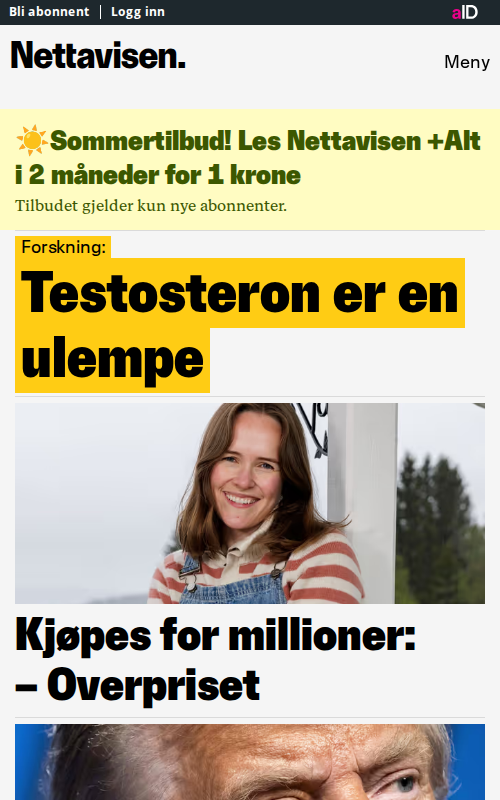 Bli abonnent | Logg inn
aID
Nettavisen.
Meny
☀️Sommertilbud! Les Nettavisen +Alt
i 2 måneder for 1 krone
Tilbudet gjelder kun nye abonnenter.
Forskning:
Testosteron er en
ulempe
Kjøpes for millioner:
– Overpriset